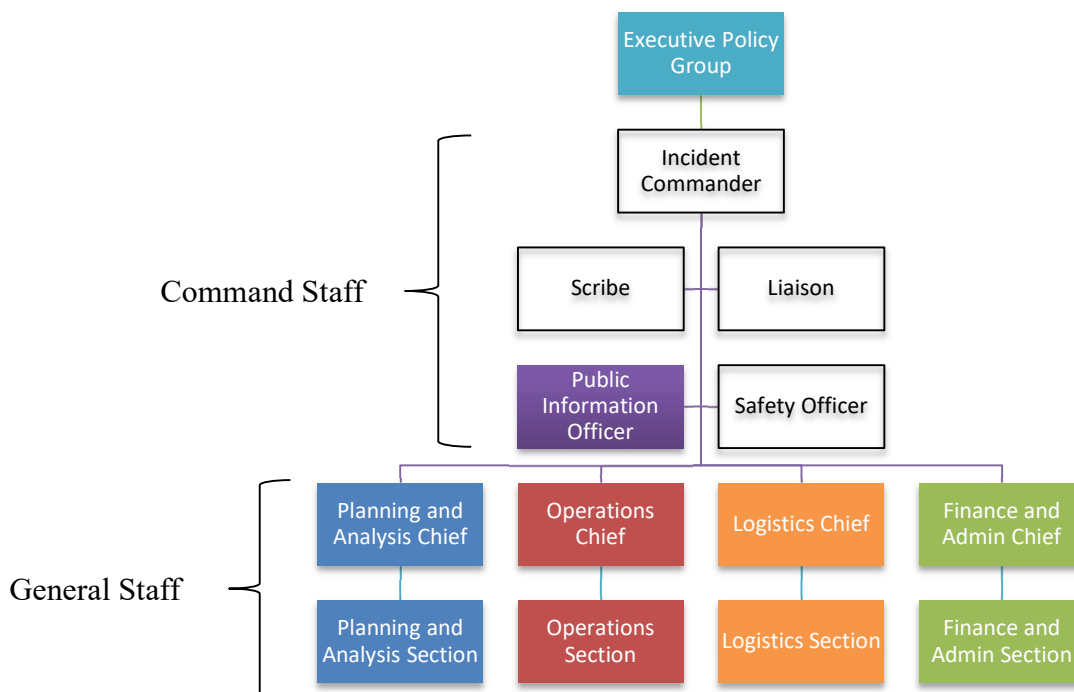 Executive Policy
Group
Incident
Commander
Command Staff
Scribe
Liaison
Public
Information
Officer
Safety Officer
General Staff
Planning and
Analysis Chief
Operations
Chief
Logistics Chief
Finance and
Admin Chief
Planning and
Analysis Section
Operations
Section
Logistics Section
Finance and
Admin Section